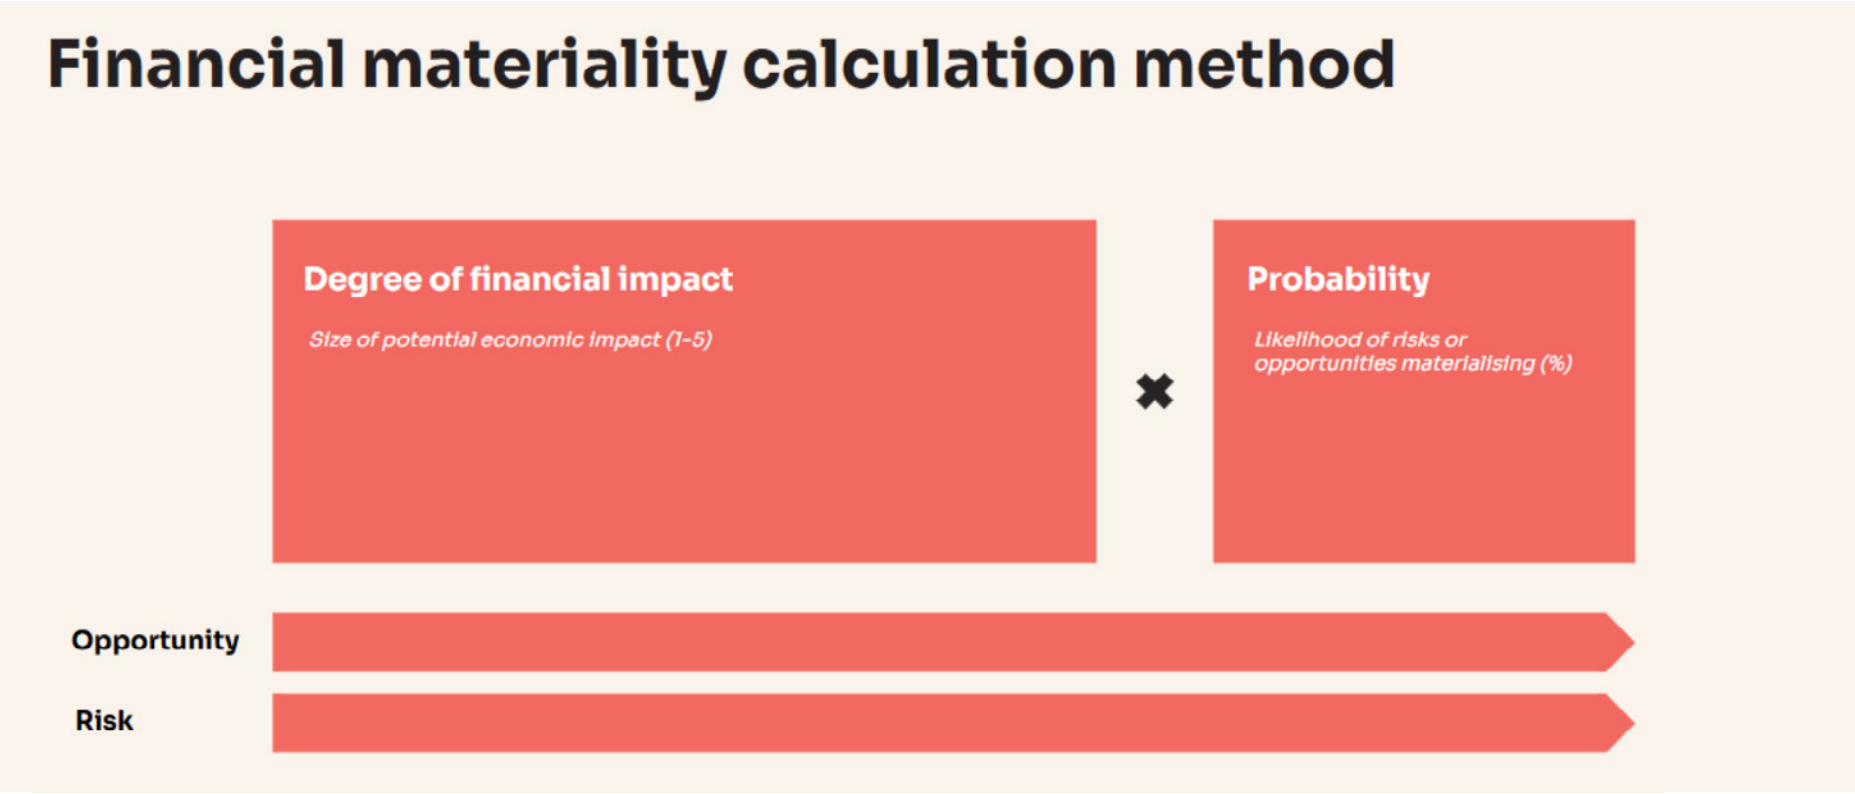 Financial materiality calculation method
Degree of financial impact
Size of potential economic impact (1-5)
Probability
Likelihood of risks or
opportunities materialising (%)
Opportunity
Risk